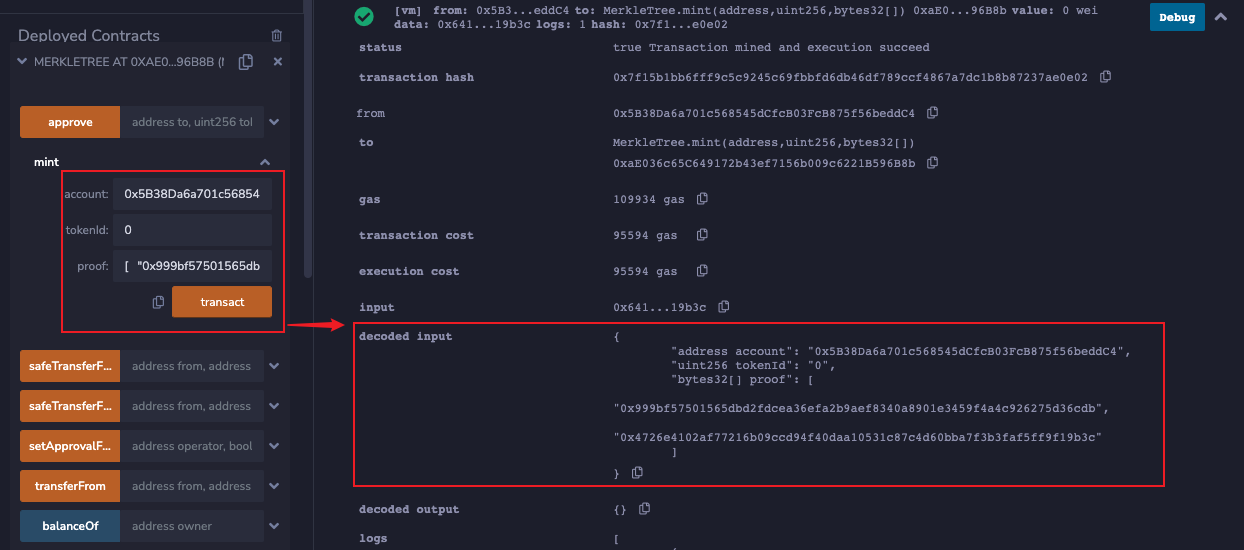 Deployed Contracts
MERKLETREE AT 0XAE0...96B8B (M
approve
address to, uint256 tol
mint
account:
0x5B38Da6a701c56854
tokenId:
0
proof:
[ "0x999bf57501565db
transact
safeTransferF...
address from, address
safeTransferF...
address from, address
setApprovalF...
address operator, bool
transferFrom
address from, address
balanceOf
address owner
[vm] from: 0x5B3...eddC4 to: MerkleTree.mint(address,uint256,bytes32[]) 0xaE0...96B8b value: 0 wei
data: 0x641...19b3c logs: 1 hash: 0x7f1...e0e02
Debug
status
true Transaction mined and execution succeed
transaction hash
0x7f15b1bb6fff9c5c9245c69fbbfd6db46df789ccf4867a7dc1b8b87237ae0e02
from
0x5B38Da6a701c568545dCfcB03FcB875f56beddC4
to
MerkleTree.mint(address,uint256,bytes32[])
0xaE036c65C649172b43ef7156b009c6221B596B8b
gas
109934 gas
transaction cost
95594 gas
execution cost
95594 gas
input
0x641...19b3c
decoded input
{
"address account": "0x5B38Da6a701c568545dCfcB03FcB875f56beddC4",
"uint256 tokenId": "0",
"bytes32[] proof": [
"0x999bf57501565dbd2fdcea36efa2b9aef8340a8901e3459f4a4c926275d36cdb",
"0x4726e4102af77216b09ccd94f40daa10531c87c4d60bba7f3b3faf5ff9f19b3c"
]
}
decoded output
{}
logs
[